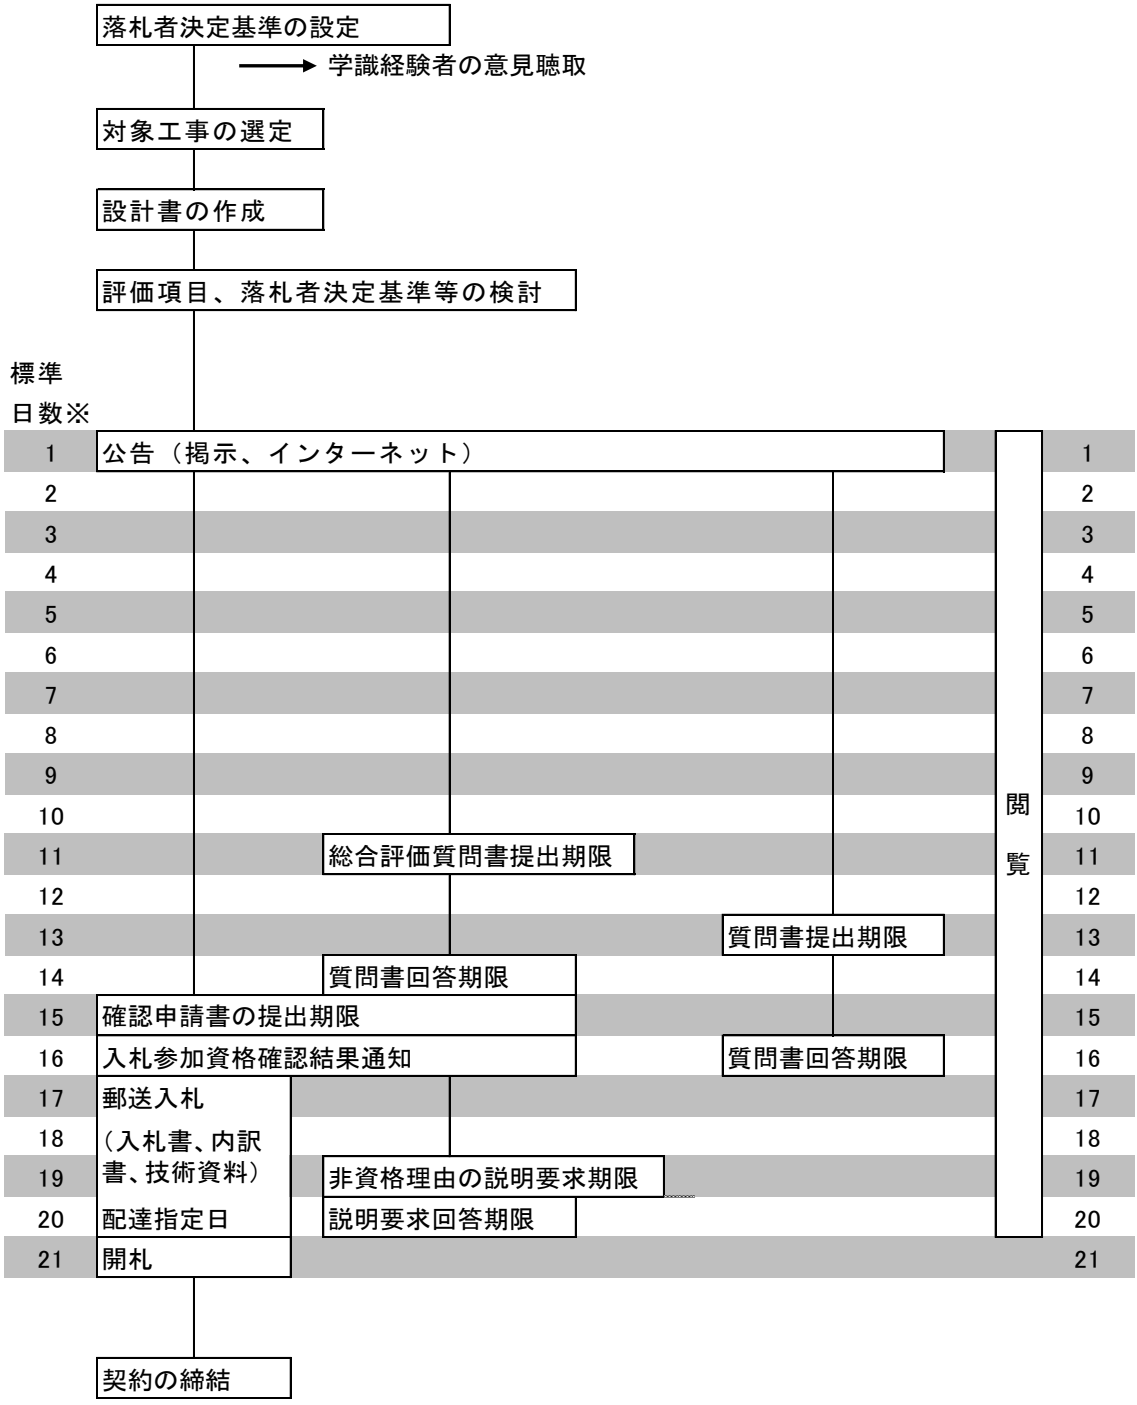 落札者決定基準の設定
学識経験者の意見聴取
対象工事の選定
設計書の作成
評価項目、落札者決定基準等の検討
標準
日数※
1 公告（掲示、インターネット） 1
2 2
3 3
4 4
5 5
6 6
7 7
8 8
9 9
10 閲 10
11 総合評価質問書提出期限 覧 11
12 12
13 質問書提出期限 13
14 質問書回答期限 14
15 確認申請書の提出期限 15
16 入札参加資格確認結果通知 質問書回答期限 16
17 郵送入札 17
18 （入札書、内訳 18
19 書、技術資料） 非資格理由の説明要求期限 19
20 配達指定日 説明要求回答期限 20
21 開札 21
契約の締結